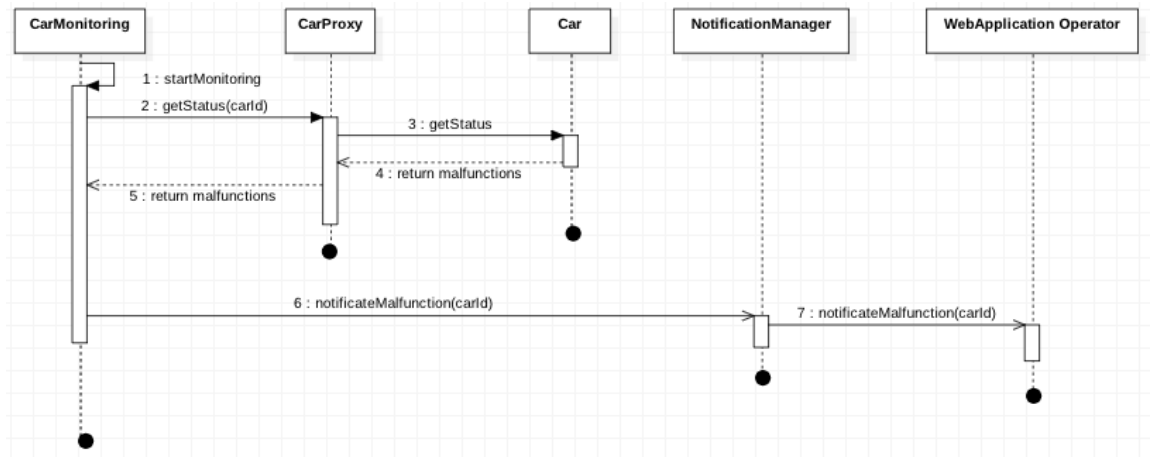 CarMonitoring
CarProxy
Car
NotificationManager
WebApplication Operator
1 : startMonitoring
2 : getStatus(carId)
3 : getStatus
4 : return malfunctions
5 : return malfunctions
6 : notificateMalfunction(carId)
7 : notificateMalfunction(carId)